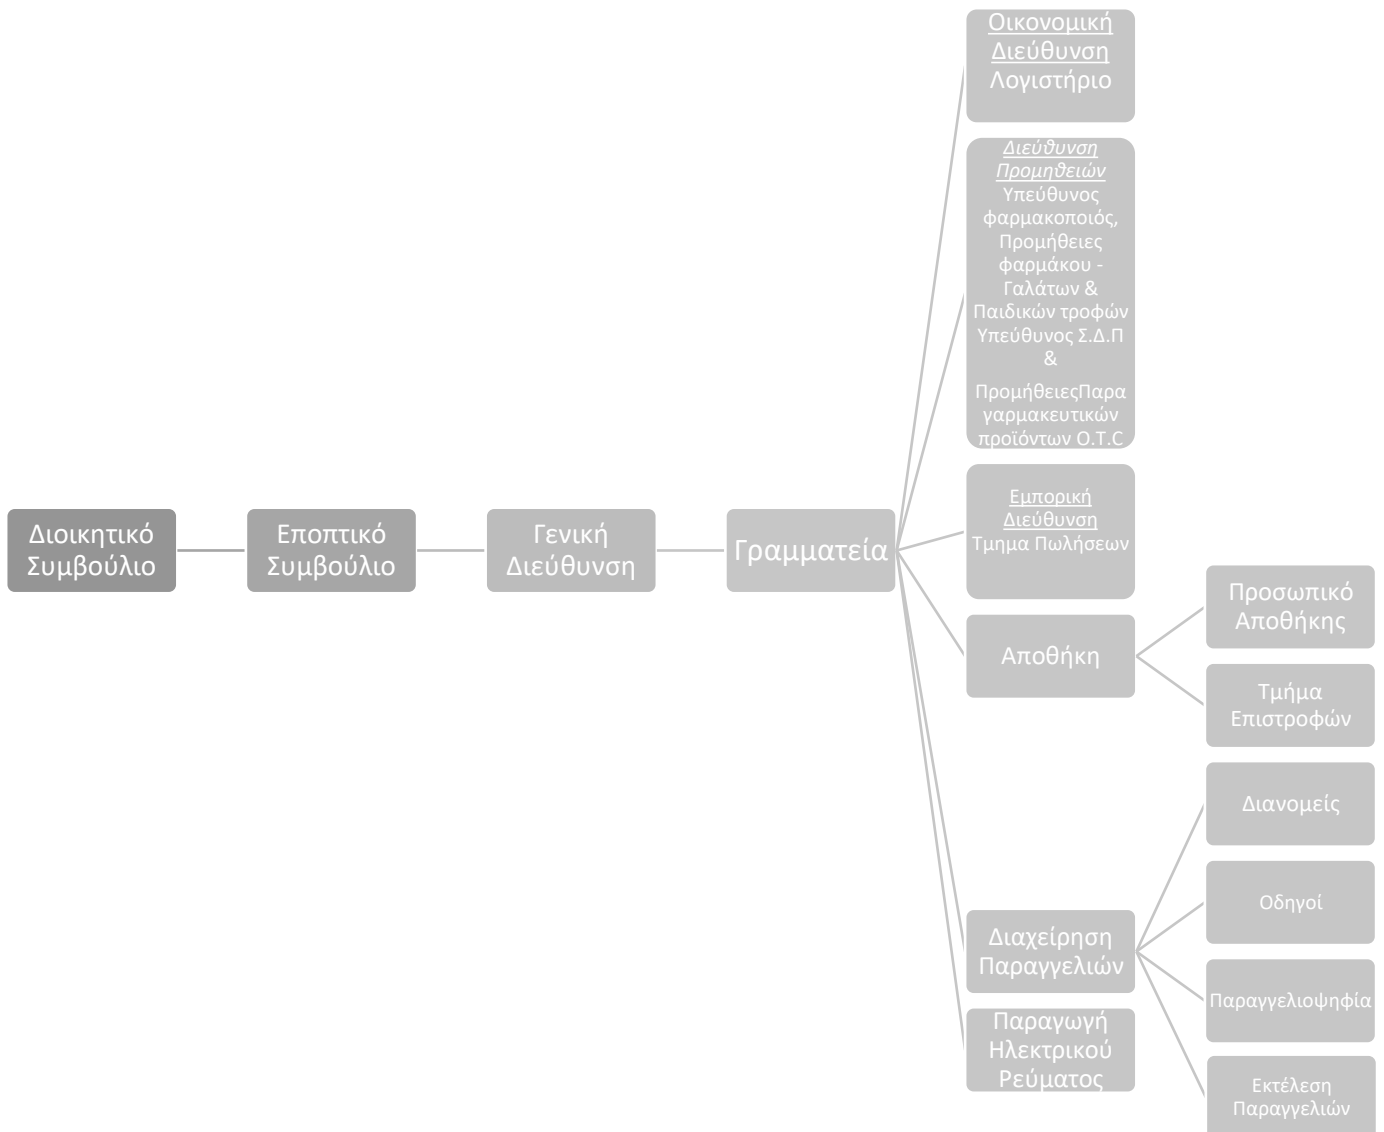 Διοικητικό
Συμβούλιο
Εποπτικό
Συμβούλιο
Γενική
Διεύθυνση
Γραμματεία
Οικονομική
Διεύθυνση
Λογιστήριο
Διεύθυνση
Προμηθειών
Υπεύθυνος
φαρμακοποιός,
Προμήθειες
φαρμάκου -
Γαλάτων &
Παιδικών τροφών
Υπεύθυνος Σ.Δ.Π
&
ΠρομήθειεςΠαρα
γαρμακευτικών
προϊόντων Ο.Τ.C
Εμπορική
Διεύθυνση
Τμημα Πωλήσεων
Αποθήκη
Προσωπικό
Αποθήκης
Τμήμα
Επιστροφών
Διαχείρηση
Παραγγελιών
Διανομείς
Οδηγοί
Παραγγελιοψηφία
Εκτέλεση
Παραγγελιών
Παραγωγή
Ηλεκτρικού
Ρεύματος